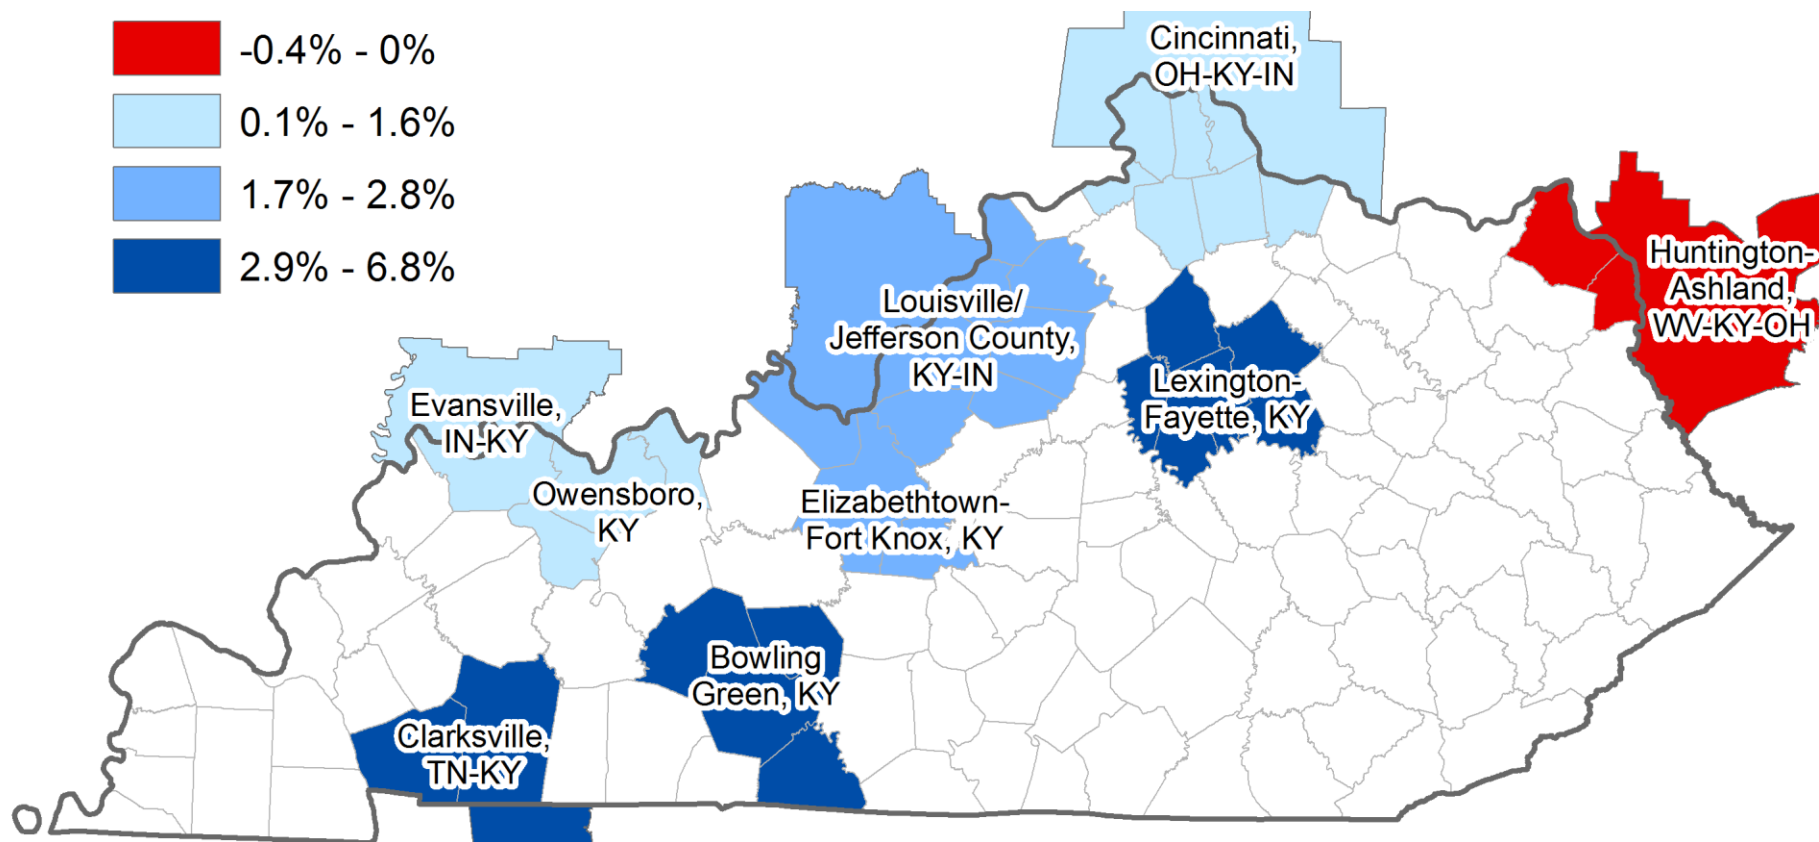 -0.4% - 0%
0.1% - 1.6%
1.7% - 2.8%
2.9% - 6.8%
Cincinnati,
OH-KY-IN
Huntington-
Ashland,
WV-KY-OH
Louisville/
Jefferson County,
KY-IN
Lexington-
Fayette, KY
Evansville,
IN-KY
Owensboro,
KY
Elizabethtown-
Fort Knox, KY
Bowling
Green, KY
Clarksville,
TN-KY